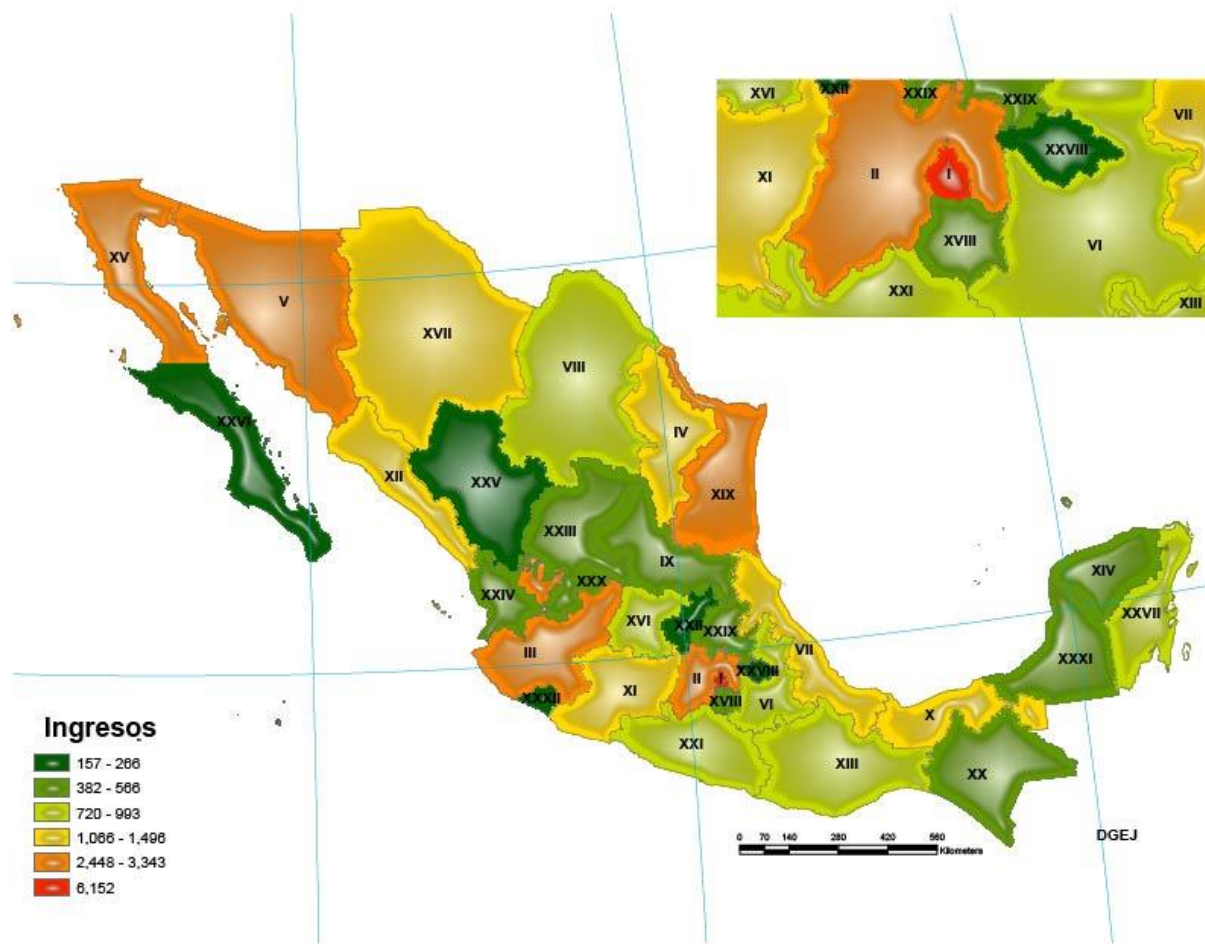 XVI
XXII
XXIX
XXIX
VII
XXVIII
XI
II
I
XVIII
VI
XXI
XIII
XV
V
XVII
VIII
XXVI
IV
XII
XXV
XIX
XXIII
IX
XXX
XXIV
XIV
XVI
XXII
XXIX
XXVII
III
VII
XXXI
II
I
XXVIII
XI
XXXII
XVIII
VI
X
XXI
XIII
XX
Ingresos
157 - 266
382 - 566
720 - 993
1,066 - 1,496
2,448 - 3,343
6,152
0 70 140 280 420 560
Kilometers
DGEJ